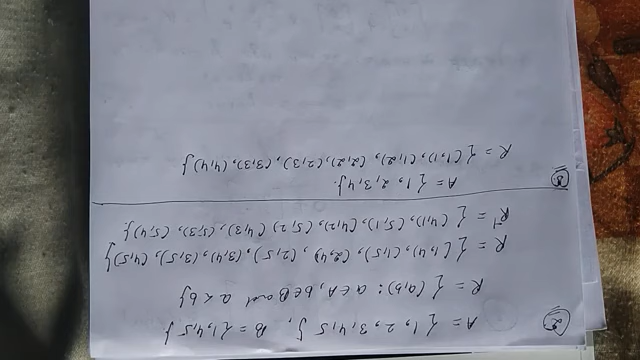 28) A = {1, 2, 3, 4, 5}, B = {1, 4, 5}
R = {(a,b): a ∈ A, b ∈ B and a < b}
R = {(1,4), (1,5), (2,4), (2,5), (3,4), (3,5), (4,5)}
R⁻¹ = {(4,1), (5,1), (4,2), (5,2), (4,3), (5,3), (5,4)}.
A = {1, 2, 3, 4}.
R = {(1,1), (1,2), (2,2), (2,3), (3,3), (4,4)}